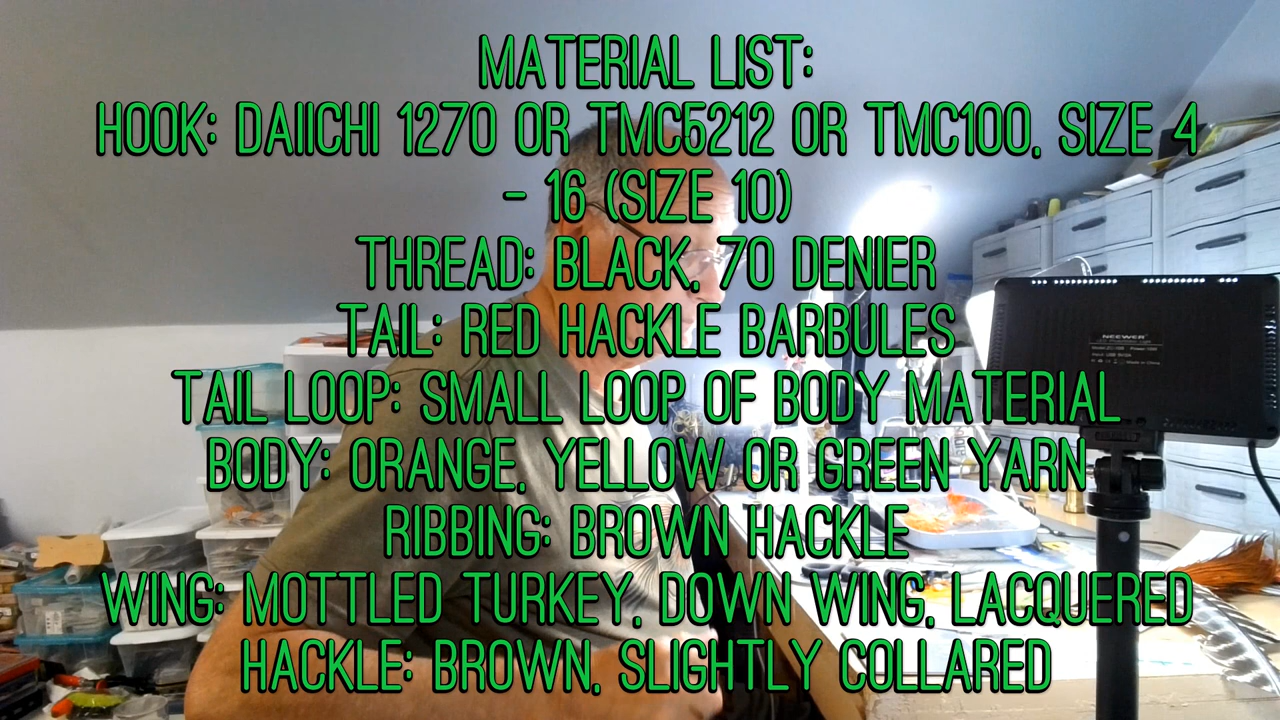 MATERIAL LIST:
HOOK: DAIICHI 1270 OR TMC5212 OR TMC100, SIZE 4
- 16 (SIZE 10)
THREAD: BLACK, 70 DENIER
TAIL: RED HACKLE BARBULES
TAIL LOOP: SMALL LOOP OF BODY MATERIAL
BODY: ORANGE, YELLOW OR GREEN YARN
RIBBING: BROWN HACKLE
WING: MOTTLED TURKEY, DOWN WING, LACQUERED
HACKLE: BROWN, SLIGHTLY COLLARED
NEEWER